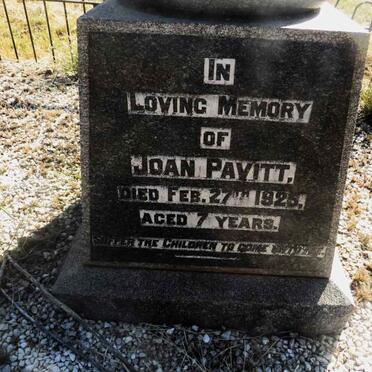 IN
LOVING MEMORY
OF
JOAN PAVITT,
DIED FEB. 27TH 1925,
AGED 7 YEARS.
SUFFER THE CHILDREN TO COME UNTO ME